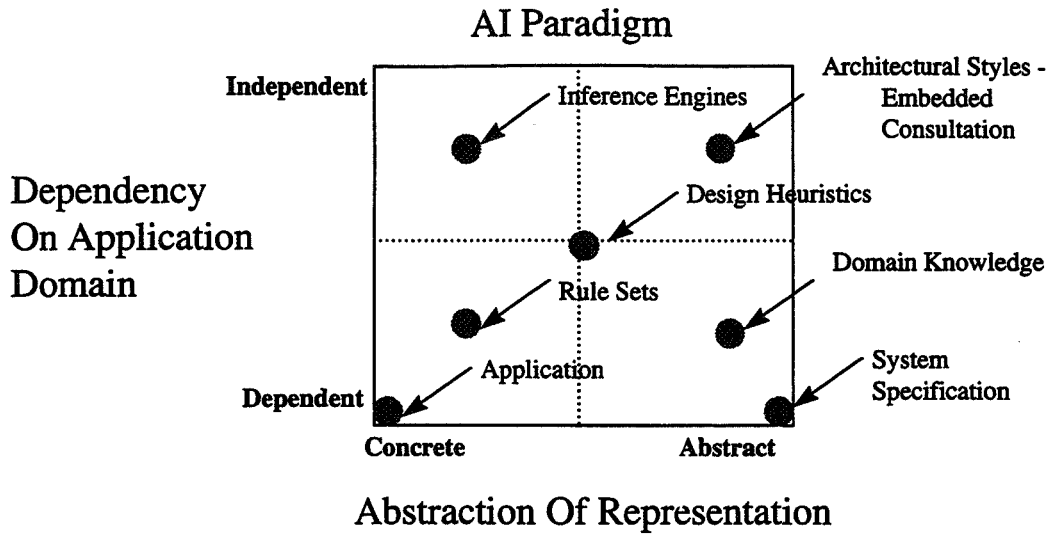 AI Paradigm
Independent
Inference Engines
Architectural Styles -
Embedded
Consultation
Dependency
On Application
Domain
Design Heuristics
Domain Knowledge
Rule Sets
Application
System
Specification
Dependent
Concrete
Abstract
Abstraction Of Representation